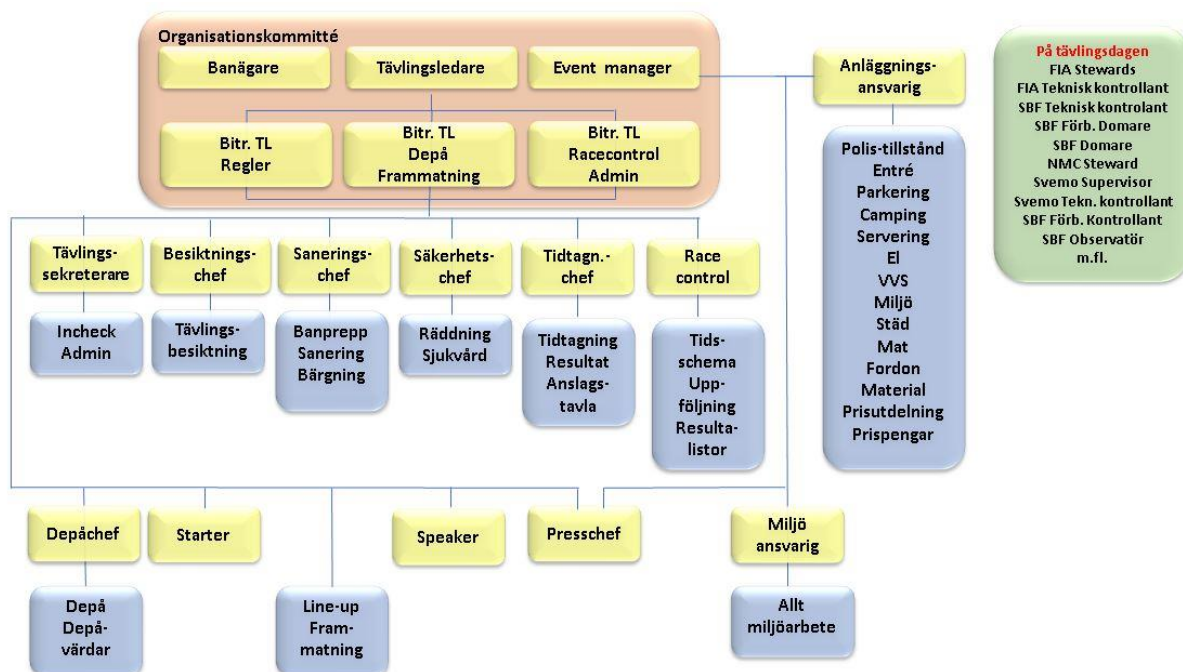 Organisationskommitté
Banägare
Tävlingsledare
Event manager
Bitr. TL
Regler
Bitr. TL
Depå
Frammatning
Bitr. TL
Racecontrol
Admin
Anläggnings-
ansvarig
Polis-tillstånd
Entré
Parkering
Camping
Servering
El
VVS
Miljö
Städ
Mat
Fordon
Material
Prisutdelning
Prispengar
På tävlingsdagen
FIA Stewards
FIA Teknisk kontrollant
SBF Teknisk kontrolant
SBF Förb. Domare
SBF Domare
NMC Steward
Svemo Supervisor
Svemo Tekn. kontrollant
SBF Förb. Kontrollant
SBF Observatör
m.fl.
Tävlings-
sekreterare
Besiktnings-
chef
Sanerings-
chef
Säkerhets-
chef
Tidtagn.-
chef
Race
control
Incheck
Admin
Tävlings-
besiktning
Banprepp
Sanering
Bärgning
Räddning
Sjukvård
Tidtagning
Resultat
Anslags-
tavla
Tids-
schema
Upp-
följning
Resulta-
listor
Depåchef
Starter
Speaker
Presschef
Miljö
ansvarig
Depå
Depå-
värdar
Line-up
Fram-
matning
Allt
miljöarbete